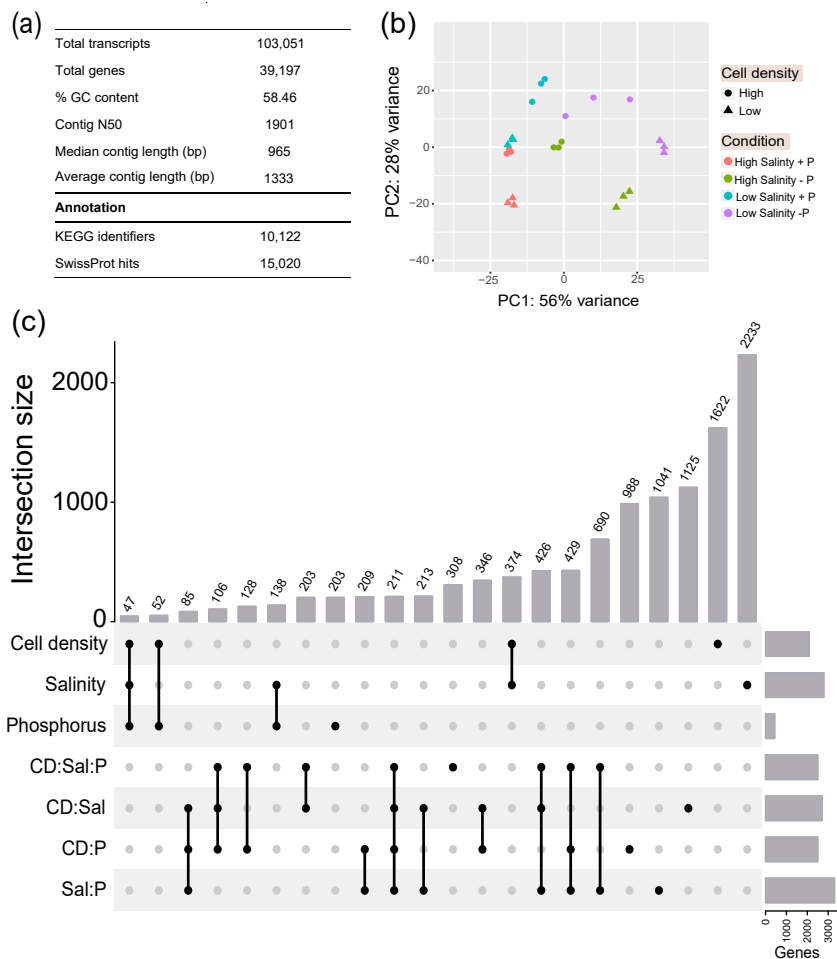 (a)
Total transcripts 103,051
Total genes 39,197
% GC content 58.46
Contig N50 1901
Median contig length (bp) 965
Average contig length (bp) 1333
Annotation
KEGG identifiers 10,122
SwissProt hits 15,020
(b)
PC2: 28% variance
20
0
−20
−40
−25 0 25
PC1: 56% variance
Cell density
High
Low
Condition
High Salinity + P
High Salinity - P
Low Salinity + P
Low Salinity -P
(c)
Intersection size
2000
1000
0
47 52 85 106 128 138 203 203 209 211 213 308 346 374 426 429 690 988 1041 1125 1622 2233
Cell density
Salinity
Phosphorus
CD:Sal:P
CD:Sal
CD:P
Sal:P
0 1000 2000 3000
Genes